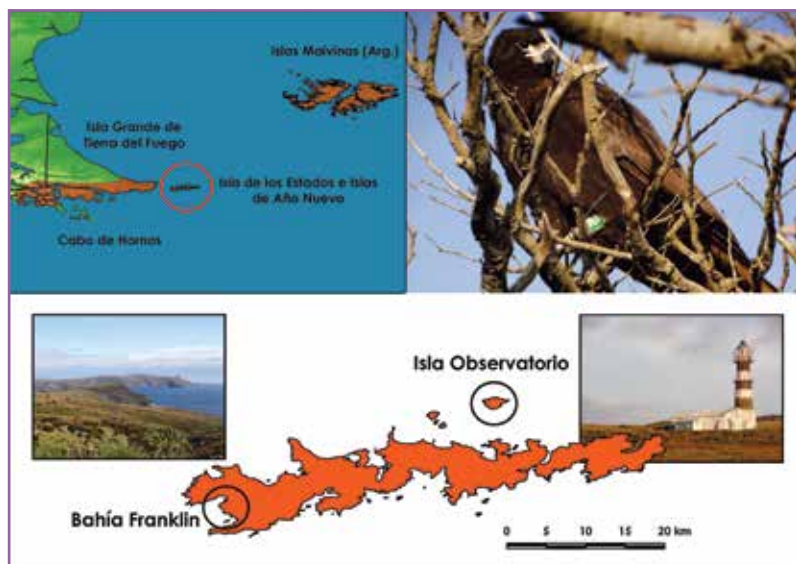 Islas Malvinas (Arg.)
Isla Grande de
Tierra del Fuego
Isla de los Estados e Islas
de Año Nuevo
Cabo de Hornos
Isla Observatorio
Bahía Franklin
0 5 10 15 20 km